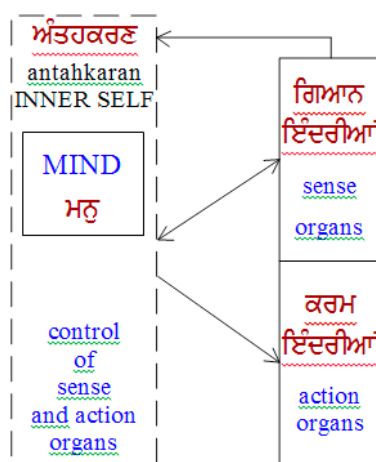 ਅੰਤਹਕਰਣ
antahkaran
INNER SELF
MIND
ਮਨੁ
control
of
sense
and action
organs
ਗਿਆਨ
ਇੰਦਰੀਆਂ
sense
organs
ਕਰਮ
ਇੰਦਰੀਆਂ
action
organs